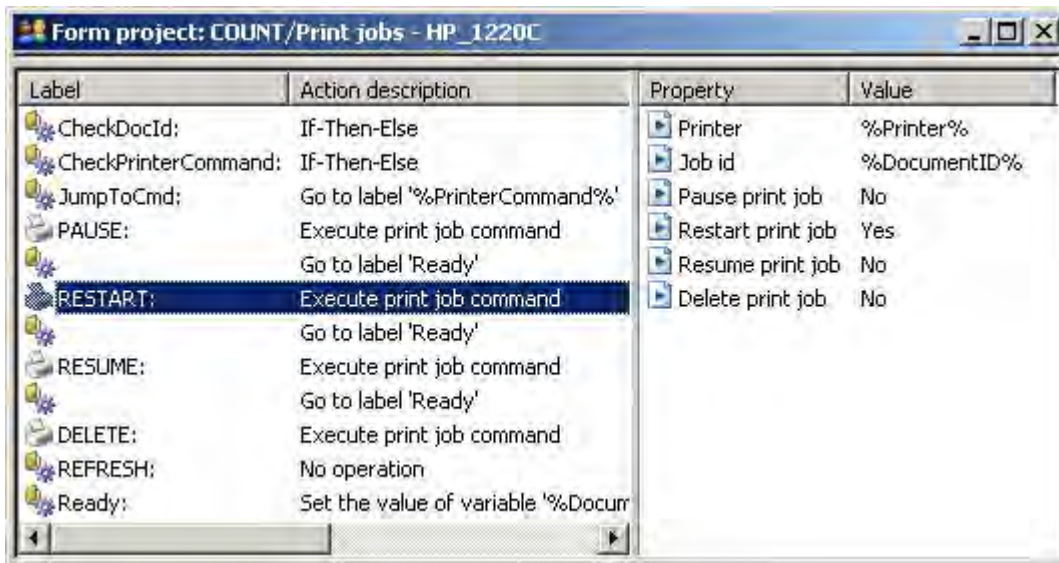 Form project: COUNT/Print jobs - HP_1220C
Label Action description Property Value
CheckDocId: If-Then-Else Printer %Printer%
CheckPrinterCommand: If-Then-Else Job id %DocumentID%
JumpToCmd: Go to label '%PrinterCommand%' Pause print job No
PAUSE: Execute print job command Restart print job Yes
Go to label 'Ready' Resume print job No
RESTART: Execute print job command Delete print job No
Go to label 'Ready'
RESUME: Execute print job command
Go to label 'Ready'
DELETE: Execute print job command
REFRESH: No operation
Ready: Set the value of variable '%Docum